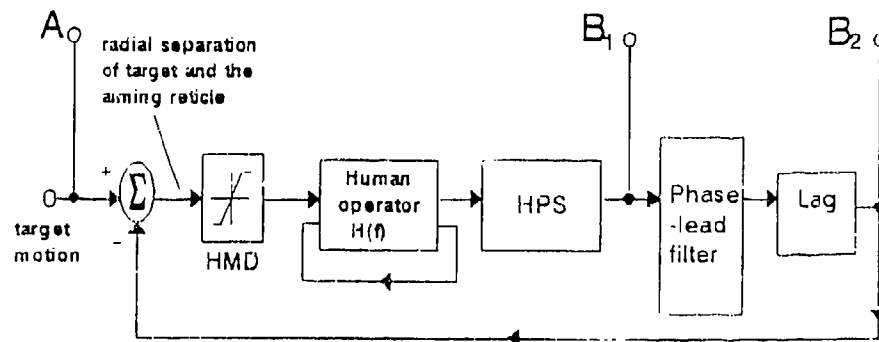 A
radial separation
of target and the
aiming reticle
B1
B2
+
Σ
-
target
motion
HMD
Human
operator
H(f)
HPS
Phase
-lead
filter
Lag